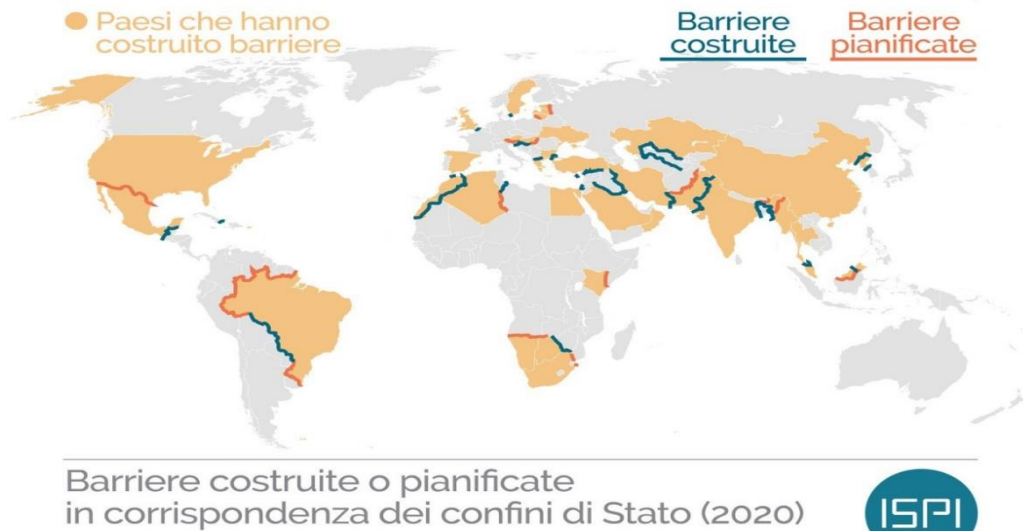 Paesi che hanno
costruito barriere
Barriere
costruite
Barriere
pianificate
Barriere costruite o pianificate
in corrispondenza dei confini di Stato (2020)
ISPI